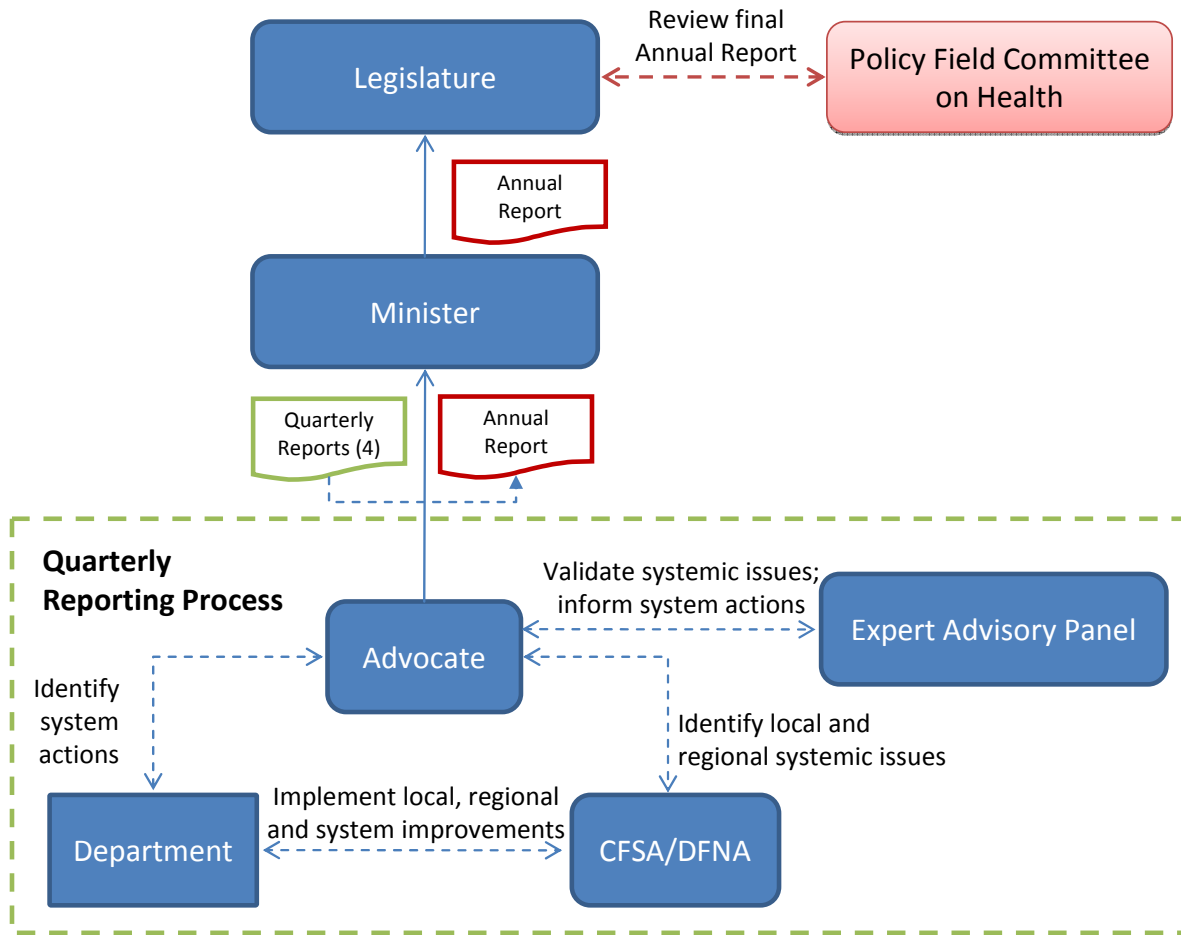 Review final
Annual Report
Legislature
Policy Field Committee
on Health
Annual
Report
Minister
Quarterly
Reports (4)
Annual
Report
Quarterly
Reporting Process
Validate systemic issues;
inform system actions
Advocate
Expert Advisory Panel
Identify
system
actions
Identify local and
regional systemic issues
Implement local, regional
and system improvements
Department
CFSA/DFNA